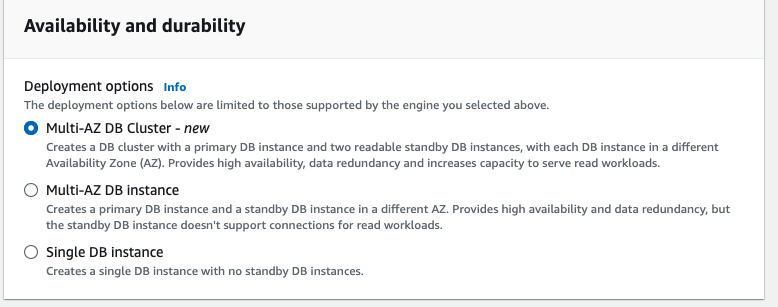 Availability and durability
Deployment options Info
The deployment options below are limited to those supported by the engine you selected above.
Multi-AZ DB Cluster - new
Creates a DB cluster with a primary DB instance and two readable standby DB instances, with each DB instance in a different
Availability Zone (AZ). Provides high availability, data redundancy and increases capacity to serve read workloads.
Multi-AZ DB instance
Creates a primary DB instance and a standby DB instance in a different AZ. Provides high availability and data redundancy, but
the standby DB instance doesn't support connections for read workloads.
Single DB instance
Creates a single DB instance with no standby DB instances.